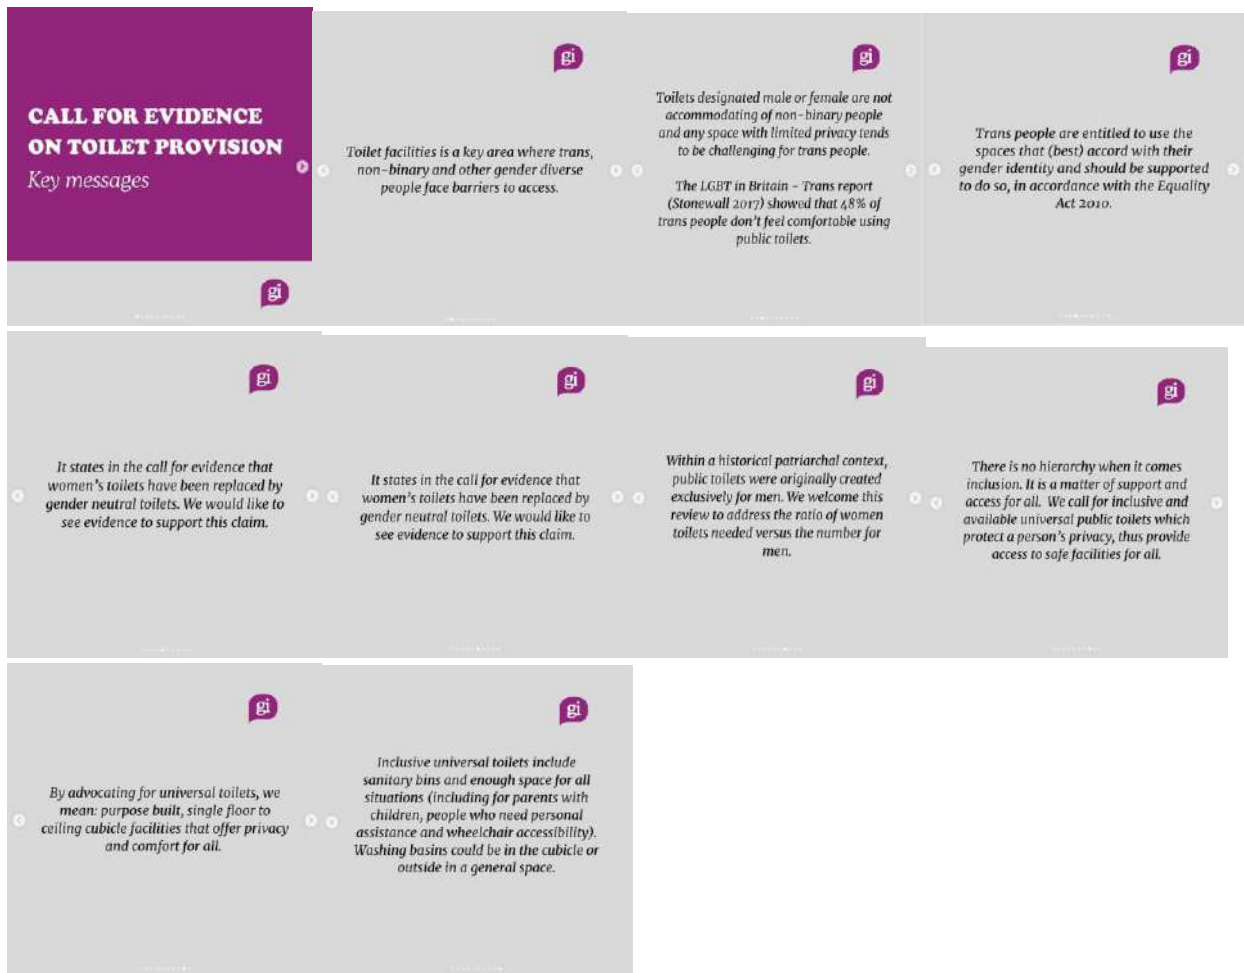 CALL FOR EVIDENCE
ON TOILET PROVISION
Key messages
gi
gi
Toilet facilities is a key area where trans,
non-binary and other gender diverse
people face barriers to access.
gi
Toilets designated male or female are not
accommodating of non-binary people
and any space with limited privacy tends
to be challenging for trans people.
The LGBT in Britain - Trans report
(Stonewall 2017) showed that 48% of
trans people don't feel comfortable using
public toilets.
gi
Trans people are entitled to use the
spaces that (best) accord with their
gender identity and should be supported
to do so, in accordance with the Equality
Act 2010.
gi
It states in the call for evidence that
women's toilets have been replaced by
gender neutral toilets. We would like to
see evidence to support this claim.
gi
It states in the call for evidence that
women's toilets have been replaced by
gender neutral toilets. We would like to
see evidence to support this claim.
gi
Within a historical patriarchal context,
public toilets were originally created
exclusively for men. We welcome this
review to address the ratio of women
toilets needed versus the number for
men.
gi
There is no hierarchy when it comes
inclusion. It is a matter of support and
access for all. We call for inclusive and
available universal public toilets which
protect a person's privacy, thus provide
access to safe facilities for all.
gi
By advocating for universal toilets, we
mean: purpose built, single floor to
ceiling cubicle facilities that offer privacy
and comfort for all.
gi
Inclusive universal toilets include
sanitary bins and enough space for all
situations (including for parents with
children, people who need personal
assistance and wheelchair accessibility).
Washing basins could be in the cubicle or
outside in a general space.